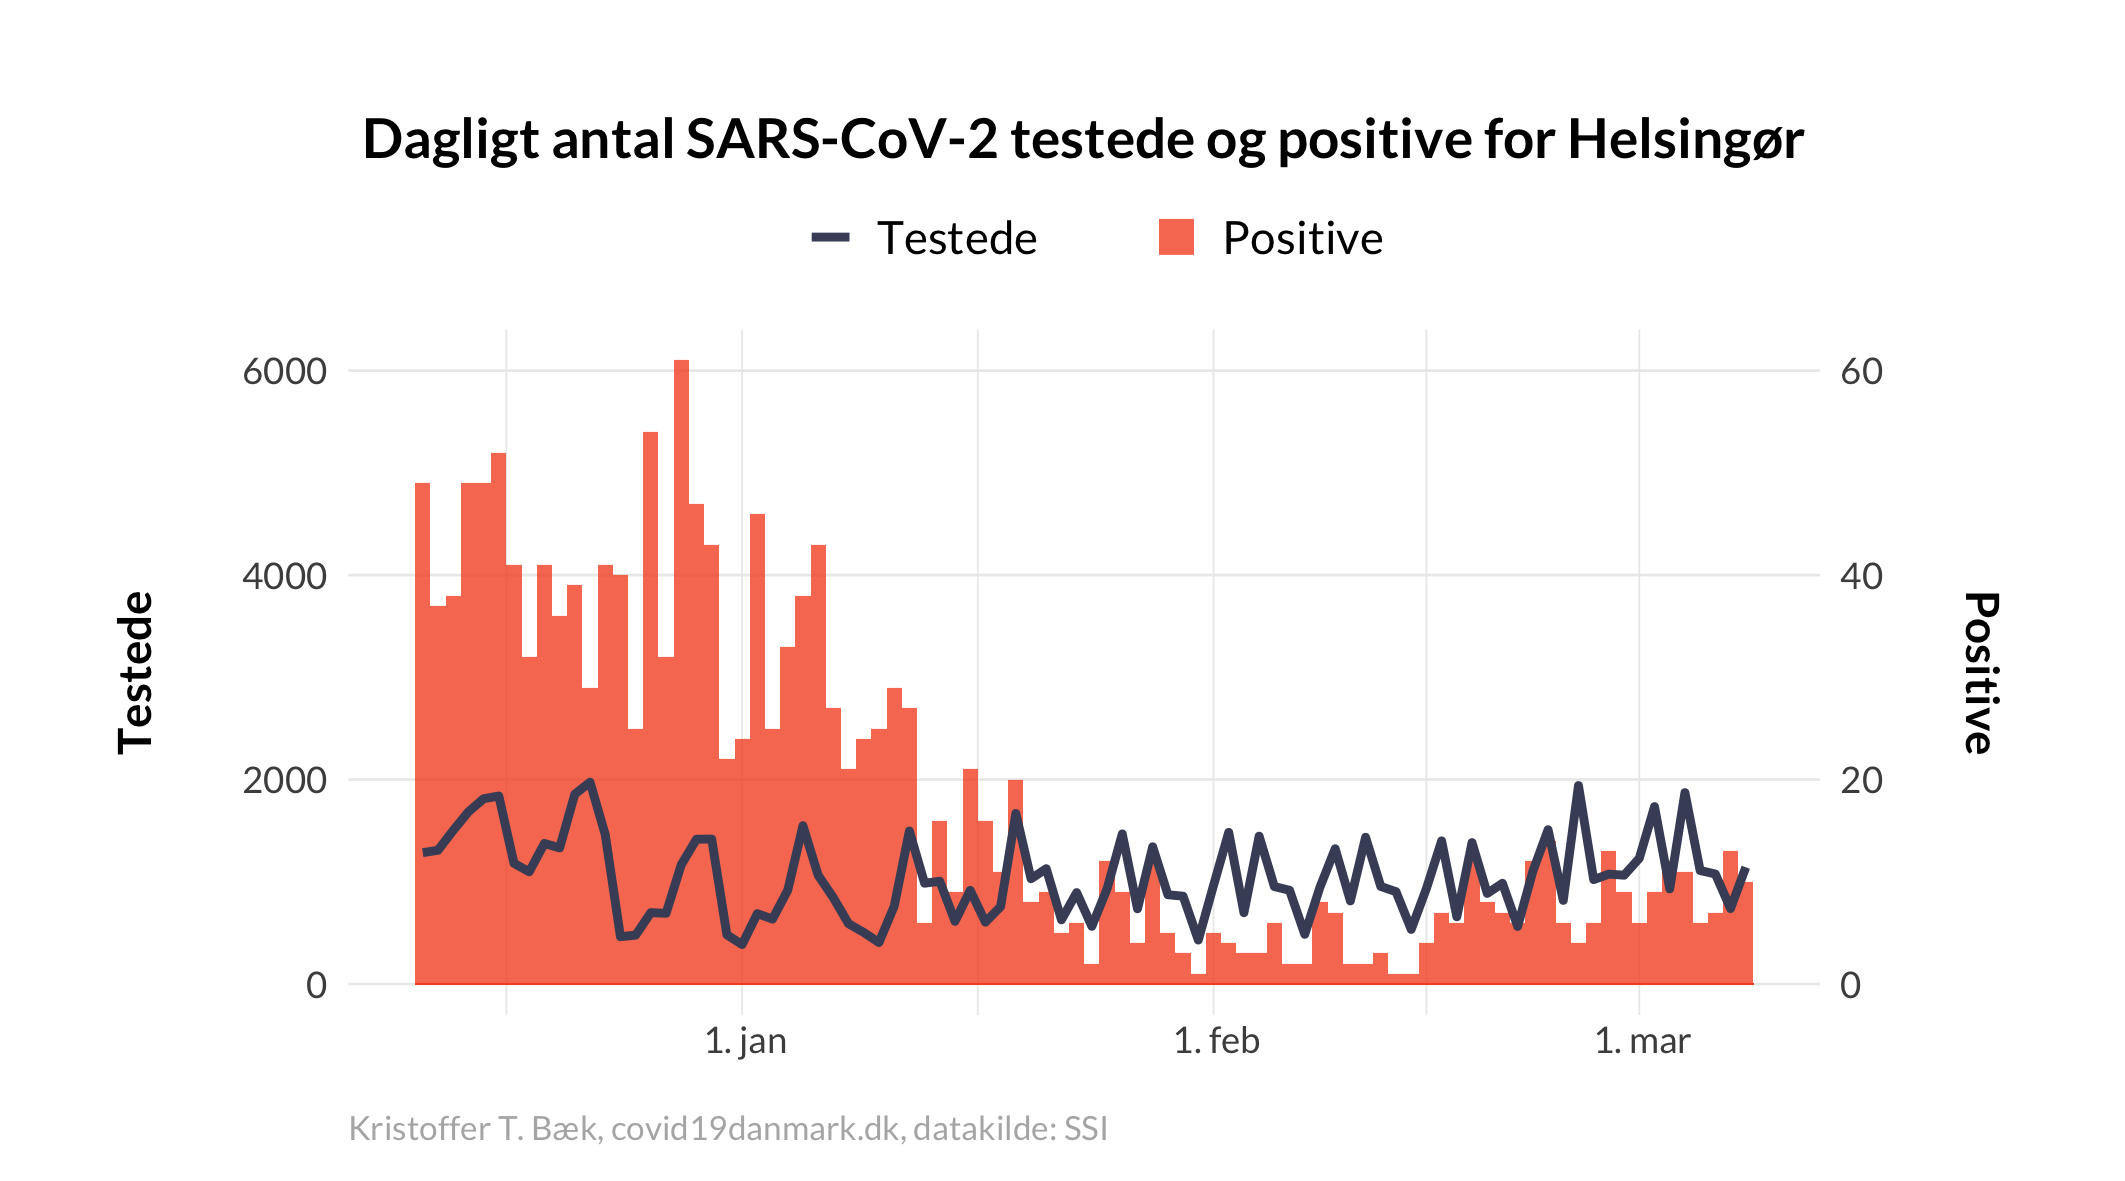 Dagligt antal SARS-CoV-2 testede og positive for Helsingør
Testede
Positive
6000
4000
2000
0
60
40
20
0
Testede
Positive
1. jan
1. feb
1. mar
Kristoffer T. Bæk, covid19danmark.dk, datakilde: SSI